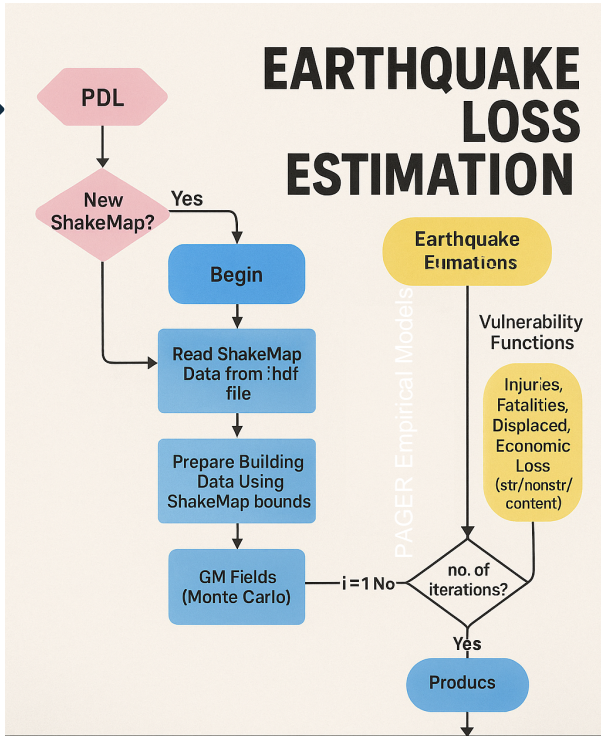 EARTHQUAKE
LOSS
ESTIMATION
PDL
New
ShakeMap?
Yes
Begin
Read ShakeMap
Data from :hdf
file
Prepare Building
Data Using
ShakeMap bounds
GM Fields
(Monte Carlo)
i=1 No
Earthquake
Eumations
PAGER Empirical Models
Vulnerability
Functions
Injuries,
Fatalities,
Displaced,
Economic
Loss
(str/nonstr/
content)
no. of
iterrations?
Yes
Producs